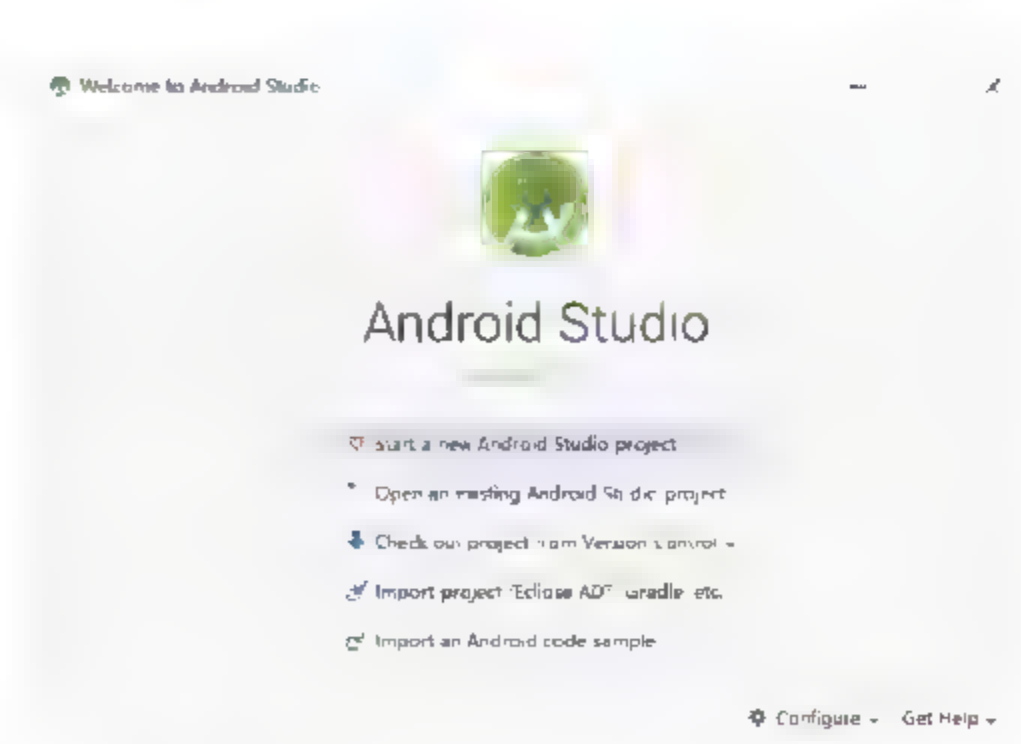 Welcome to Android Studio
Android Studio
Start a new Android Studio project
Open an existing Android Studio project
Check out project from Version Control
Import project (Eclipse ADT, Gradle, etc.)
Import an Android code sample
Configure Get Help